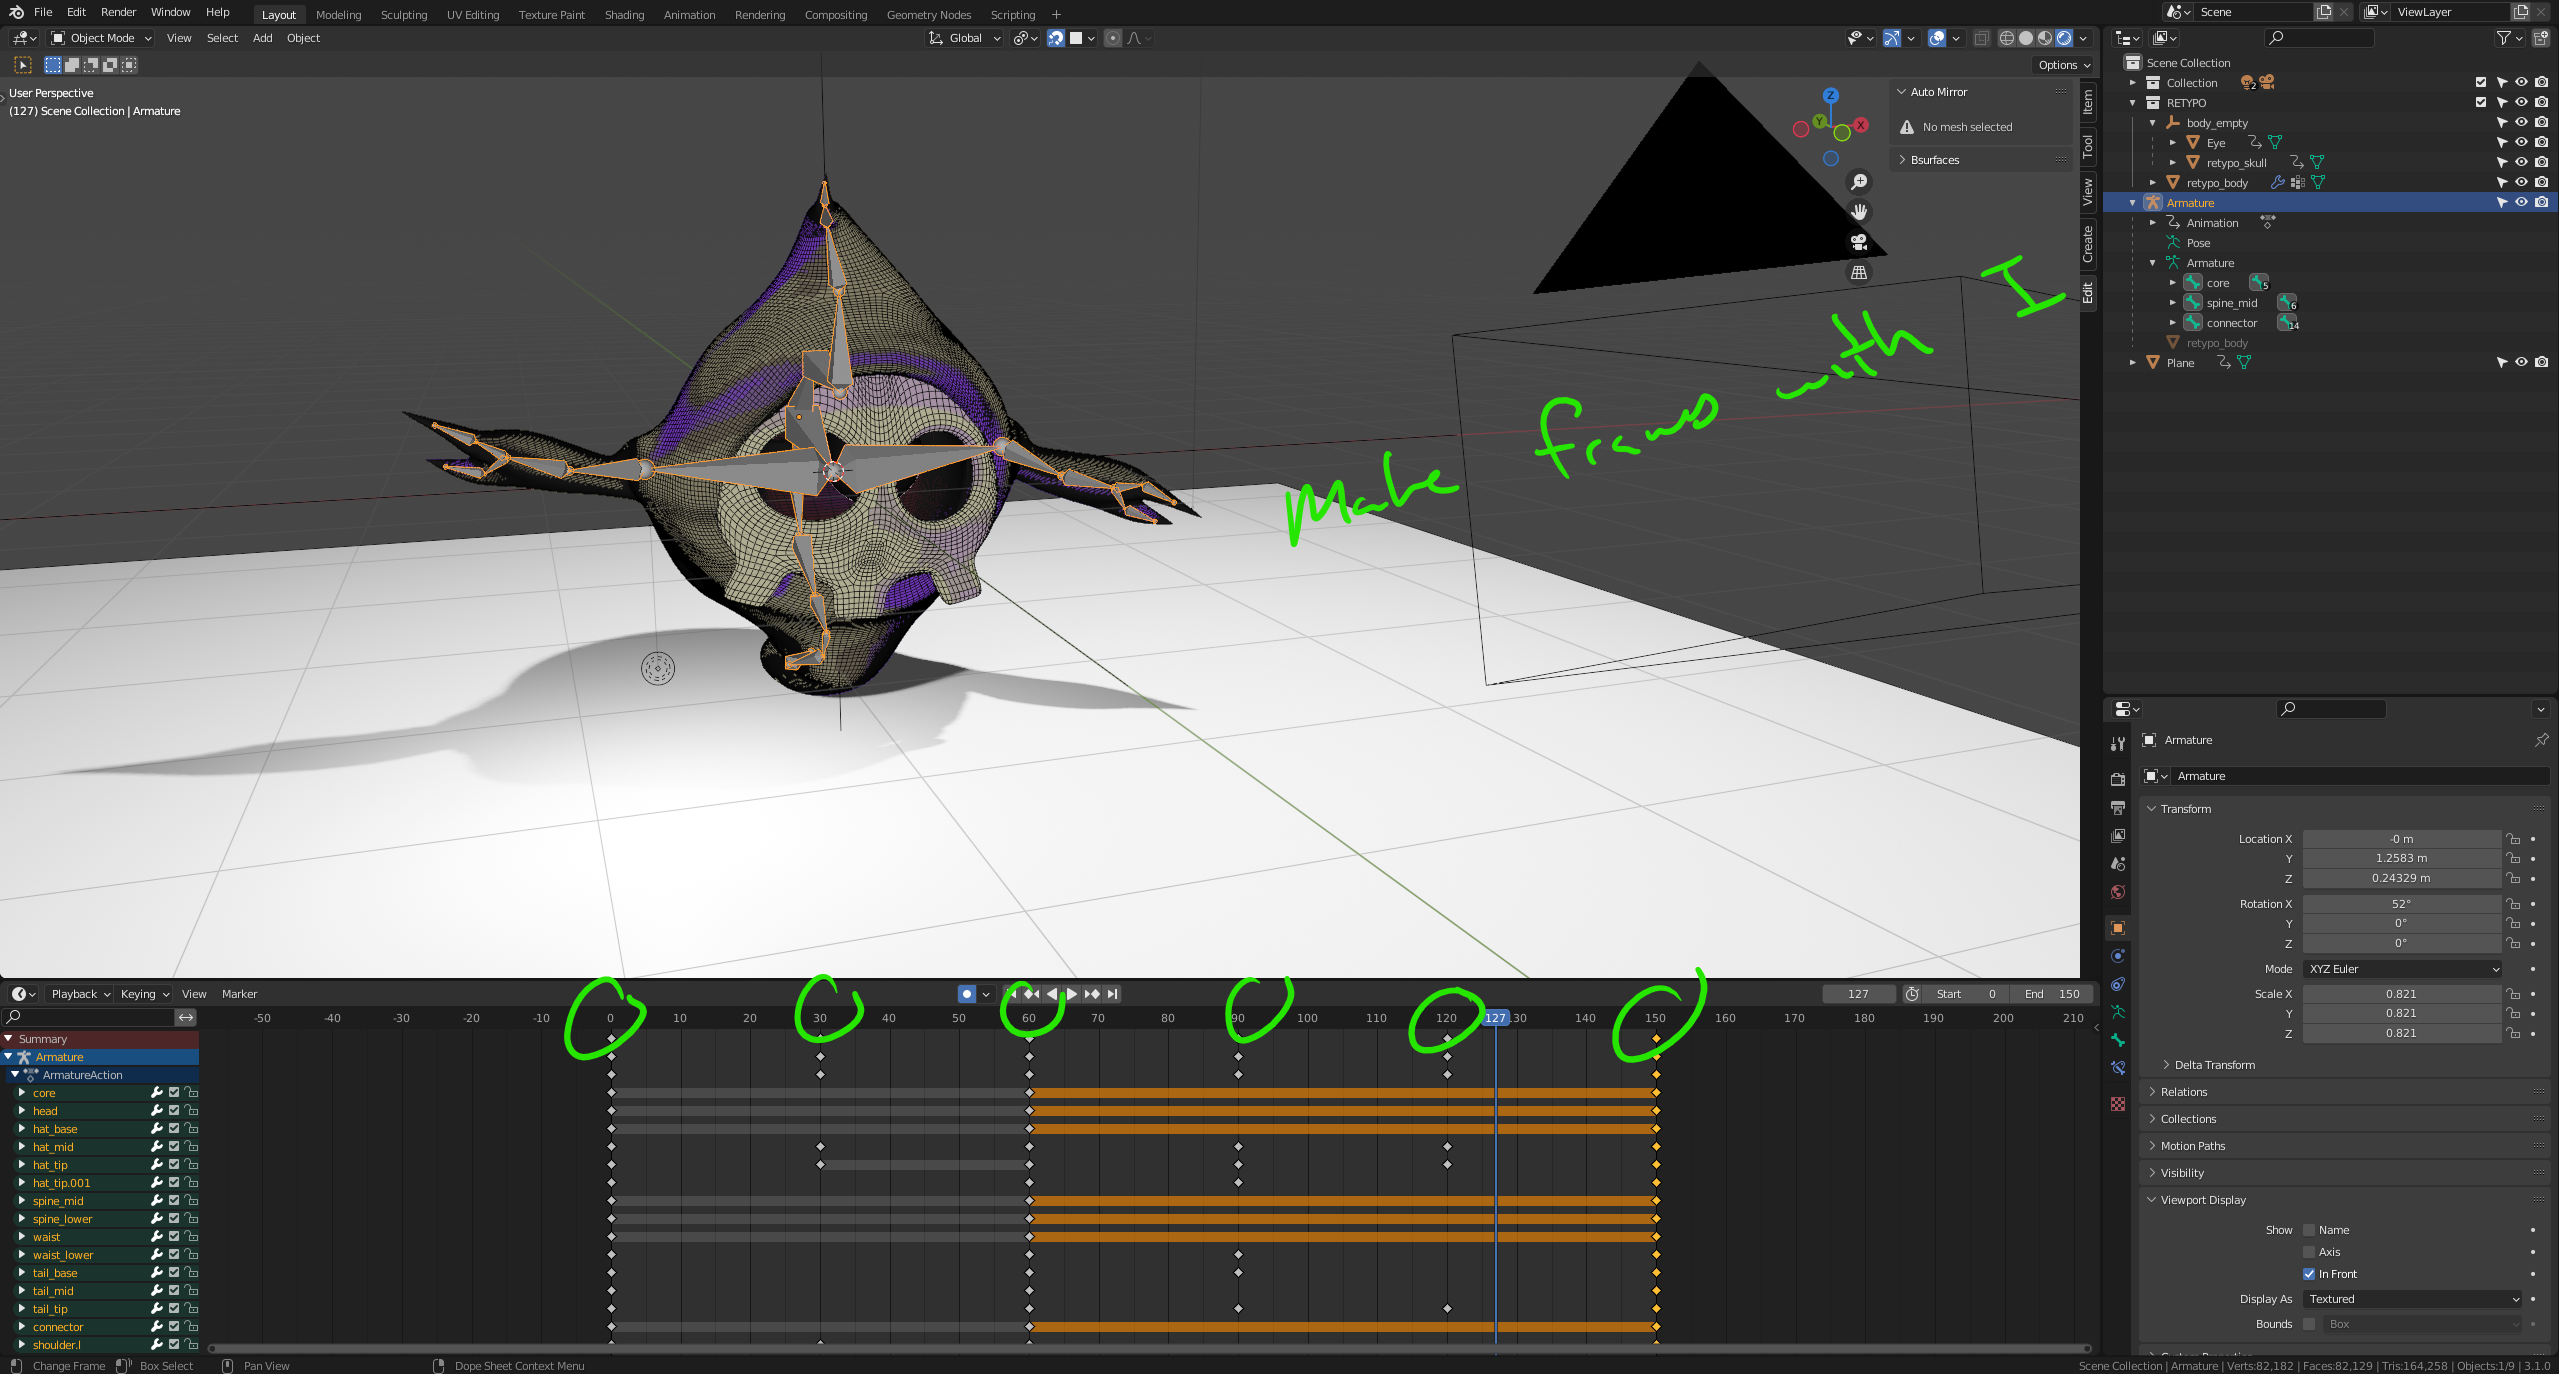 File Edit Render Window Help Layout Modeling Sculpting UV Editing Texture Paint Shading Animation Rendering Compositing Geometry Nodes Scripting + Scene ViewLayer
Object Mode View Select Add Object Global
Options
User Perspective
(127) Scene Collection | Armature
Z
Y
X
Auto Mirror
No mesh selected
Bsurfaces
Item
Tool
View
Create
Edit
Make frames with I
Scene Collection
Collection 2
RETYPO
body_empty
Eye
retypo_skull
retypo_body
Armature
Animation
Pose
Armature
core 5
spine_mid 6
connector 14
retypo_body
Plane
Armature
Armature
Transform
Location X -0 m
Y 1.2583 m
Z 0.24329 m
Rotation X 52°
Y 0°
Z 0°
Mode XYZ Euler
Scale X 0.821
Y 0.821
Z 0.821
Delta Transform
Relations
Collections
Motion Paths
Visibility
Viewport Display
Show Name
Axis
In Front
Display As Textured
Bounds Box
Playback Keying View Marker 127 Start 0 End 150
-50 -40 -30 -20 -10 0 10 20 30 40 50 60 70 80 90 100 110 120 127 130 140 150 160 170 180 190 200 210
Summary
Armature
ArmatureAction
core
head
hat_base
hat_mid
hat_tip
hat_tip.001
spine_mid
spine_lower
waist
waist_lower
tail_base
tail_mid
tail_tip
connector
shoulder.l
Change Frame Box Select Pan View Dope Sheet Context Menu Scene Collection | Armature | Verts:82,182 | Faces:82,129 | Tris:164,258 | Objects:1/9 | 3.1.0